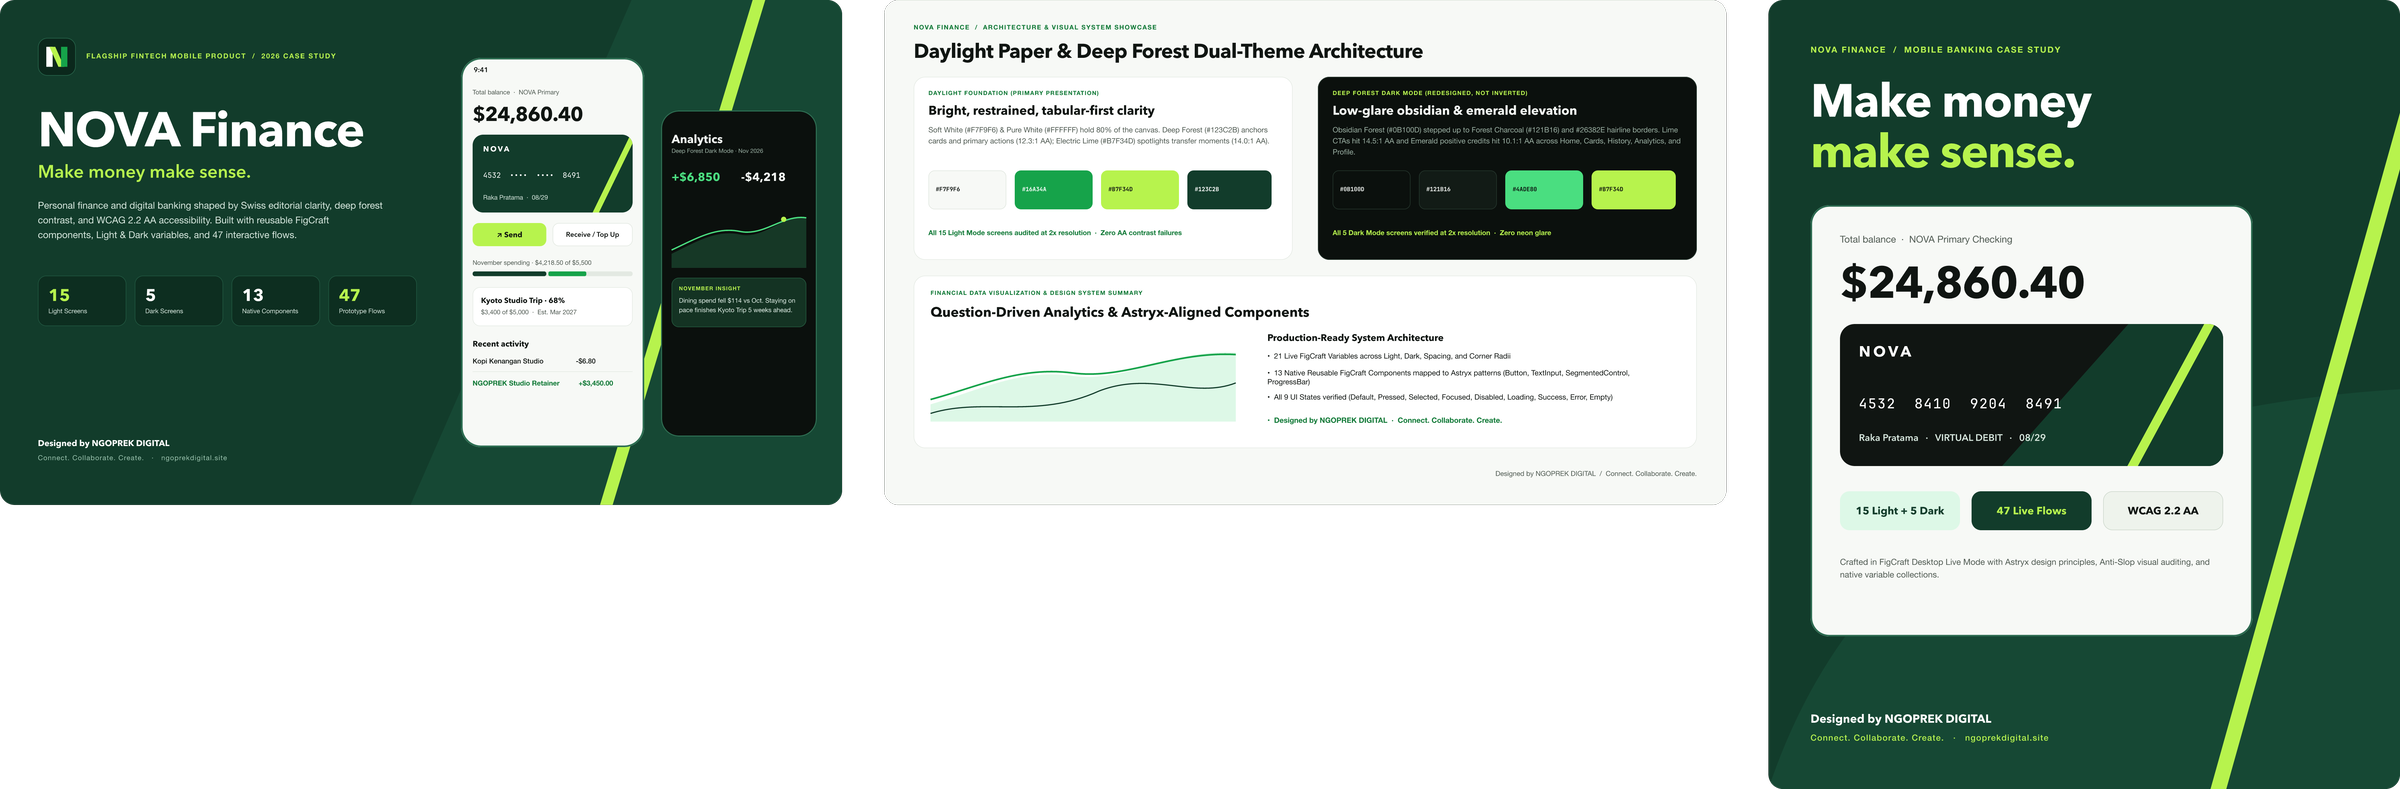 FLAGSHIP FINTECH MOBILE PRODUCT / 2026 CASE STUDY
NOVA Finance
Make money make sense.
Personal finance and digital banking shaped by Swiss editorial clarity, deep forest
contrast, and WCAG 2.2 AA accessibility. Built with reusable FigCraft
components, Light & Dark variables, and 47 interactive flows.
15
Light Screens
5
Dark Screens
13
Native Components
47
Prototype Flows
Designed by NGOPREK DIGITAL
Connect. Collaborate. Create. · ngoprekdigital.site
9:41
Total balance · NOVA Primary
$24,860.40
NOVA
4532 •••• •••• 8491
Raka Pratama · 08/29
↗ Send
Receive / Top Up
November spending · $4,218.50 of $5,500
Kyoto Studio Trip · 68%
$3,400 of $5,000 · Est. Mar 2027
Recent activity
Kopi Kenangan Studio -$6.80
NGOPREK Studio Retainer +$3,450.00
Analytics
Deep Forest Dark Mode · Nov 2026
+$6,850 -$4,218
NOVEMBER INSIGHT
Dining spend fell $114 vs Oct. Staying on
pace finishes Kyoto Trip 5 weeks ahead.
NOVA FINANCE / ARCHITECTURE & VISUAL SYSTEM SHOWCASE
Daylight Paper & Deep Forest Dual-Theme Architecture
DAYLIGHT FOUNDATION (PRIMARY PRESENTATION)
Bright, restrained, tabular-first clarity
Soft White (#F7F9F6) & Pure White (#FFFFFF) hold 80% of the canvas. Deep Forest (#123C2B) anchors
cards and primary actions (12.3:1 AA); Electric Lime (#B7F34D) spotlights transfer moments (14.0:1 AA).
#F7F9F6
#16A34A
#B7F34D
#123C2B
All 15 Light Mode screens audited at 2x resolution · Zero AA contrast failures
DEEP FOREST DARK MODE (REDESIGNED, NOT INVERTED)
Low-glare obsidian & emerald elevation
Obsidian Forest (#0B100D) stepped up to Forest Charcoal (#121B16) and #26382E hairline borders. Lime
CTAs hit 14.5:1 AA and Emerald positive credits hit 10.1:1 AA across Home, Cards, History, Analytics, and
Profile.
#0B100D
#121B16
#4ADE80
#B7F34D
All 5 Dark Mode screens verified at 2x resolution · Zero neon glare
FINANCIAL DATA VISUALIZATION & DESIGN SYSTEM SUMMARY
Question-Driven Analytics & Astryx-Aligned Components
Production-Ready System Architecture
• 21 Live FigCraft Variables across Light, Dark, Spacing, and Corner Radii
• 13 Native Reusable FigCraft Components mapped to Astryx patterns (Button, TextInput, SegmentedControl,
ProgressBar)
• All 9 UI States verified (Default, Pressed, Selected, Focused, Disabled, Loading, Success, Error, Empty)
• Designed by NGOPREK DIGITAL · Connect. Collaborate. Create.
Designed by NGOPREK DIGITAL / Connect. Collaborate. Create.
NOVA FINANCE / MOBILE BANKING CASE STUDY
Make money
make sense.
Total balance · NOVA Primary Checking
$24,860.40
NOVA
4532 8410 9204 8491
Raka Pratama · VIRTUAL DEBIT · 08/29
15 Light + 5 Dark
47 Live Flows
WCAG 2.2 AA
Crafted in FigCraft Desktop Live Mode with Astryx design principles, Anti-Slop visual auditing, and
native variable collections.
Designed by NGOPREK DIGITAL
Connect. Collaborate. Create. · ngoprekdigital.site